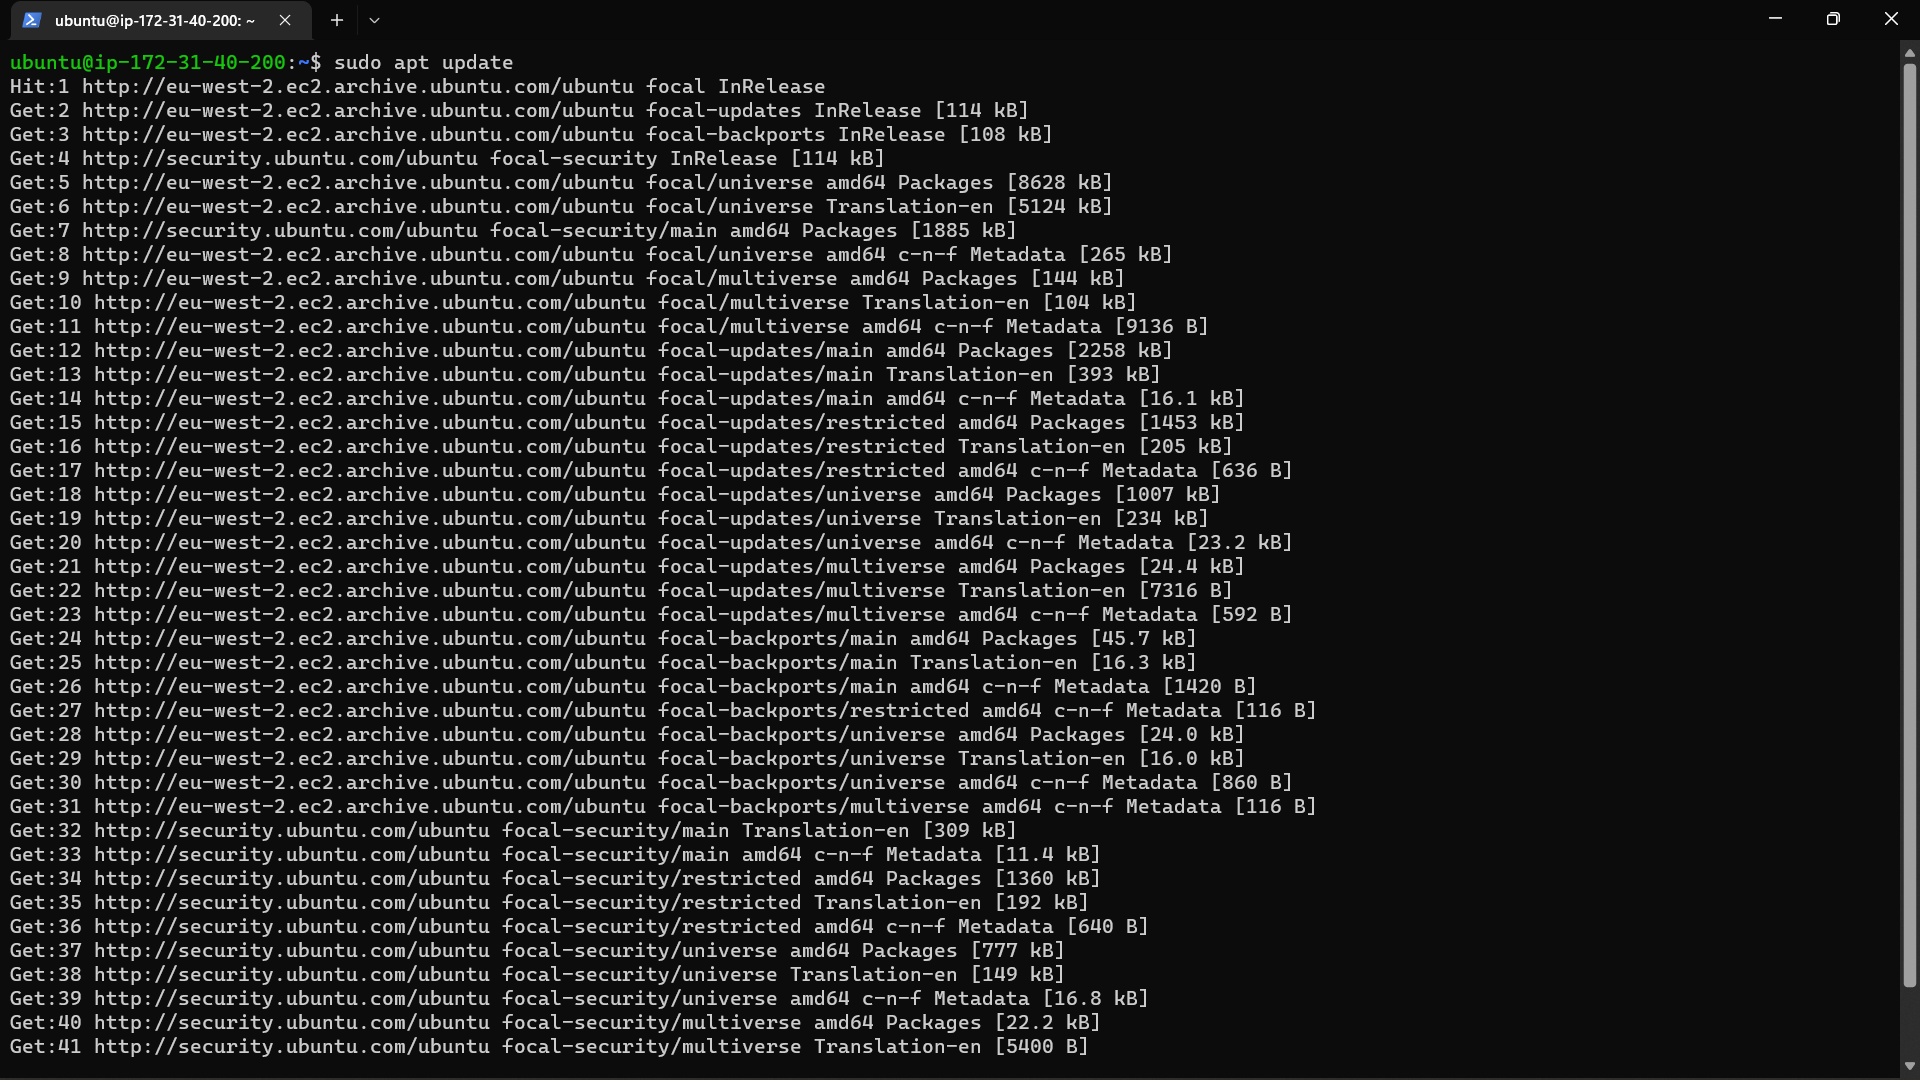 ubuntu@ip-172-31-40-200: ~
ubuntu@ip-172-31-40-200:~$ sudo apt update
Hit:1 http://eu-west-2.ec2.archive.ubuntu.com/ubuntu focal InRelease
Get:2 http://eu-west-2.ec2.archive.ubuntu.com/ubuntu focal-updates InRelease [114 kB]
Get:3 http://eu-west-2.ec2.archive.ubuntu.com/ubuntu focal-backports InRelease [108 kB]
Get:4 http://security.ubuntu.com/ubuntu focal-security InRelease [114 kB]
Get:5 http://eu-west-2.ec2.archive.ubuntu.com/ubuntu focal/universe amd64 Packages [8628 kB]
Get:6 http://eu-west-2.ec2.archive.ubuntu.com/ubuntu focal/universe Translation-en [5124 kB]
Get:7 http://security.ubuntu.com/ubuntu focal-security/main amd64 Packages [1885 kB]
Get:8 http://eu-west-2.ec2.archive.ubuntu.com/ubuntu focal/universe amd64 c-n-f Metadata [265 kB]
Get:9 http://eu-west-2.ec2.archive.ubuntu.com/ubuntu focal/multiverse amd64 Packages [144 kB]
Get:10 http://eu-west-2.ec2.archive.ubuntu.com/ubuntu focal/multiverse Translation-en [104 kB]
Get:11 http://eu-west-2.ec2.archive.ubuntu.com/ubuntu focal/multiverse amd64 c-n-f Metadata [9136 B]
Get:12 http://eu-west-2.ec2.archive.ubuntu.com/ubuntu focal-updates/main amd64 Packages [2258 kB]
Get:13 http://eu-west-2.ec2.archive.ubuntu.com/ubuntu focal-updates/main Translation-en [393 kB]
Get:14 http://eu-west-2.ec2.archive.ubuntu.com/ubuntu focal-updates/main amd64 c-n-f Metadata [16.1 kB]
Get:15 http://eu-west-2.ec2.archive.ubuntu.com/ubuntu focal-updates/restricted amd64 Packages [1453 kB]
Get:16 http://eu-west-2.ec2.archive.ubuntu.com/ubuntu focal-updates/restricted Translation-en [205 kB]
Get:17 http://eu-west-2.ec2.archive.ubuntu.com/ubuntu focal-updates/restricted amd64 c-n-f Metadata [636 B]
Get:18 http://eu-west-2.ec2.archive.ubuntu.com/ubuntu focal-updates/universe amd64 Packages [1007 kB]
Get:19 http://eu-west-2.ec2.archive.ubuntu.com/ubuntu focal-updates/universe Translation-en [234 kB]
Get:20 http://eu-west-2.ec2.archive.ubuntu.com/ubuntu focal-updates/universe amd64 c-n-f Metadata [23.2 kB]
Get:21 http://eu-west-2.ec2.archive.ubuntu.com/ubuntu focal-updates/multiverse amd64 Packages [24.4 kB]
Get:22 http://eu-west-2.ec2.archive.ubuntu.com/ubuntu focal-updates/multiverse Translation-en [7316 B]
Get:23 http://eu-west-2.ec2.archive.ubuntu.com/ubuntu focal-updates/multiverse amd64 c-n-f Metadata [592 B]
Get:24 http://eu-west-2.ec2.archive.ubuntu.com/ubuntu focal-backports/main amd64 Packages [45.7 kB]
Get:25 http://eu-west-2.ec2.archive.ubuntu.com/ubuntu focal-backports/main Translation-en [16.3 kB]
Get:26 http://eu-west-2.ec2.archive.ubuntu.com/ubuntu focal-backports/main amd64 c-n-f Metadata [1420 B]
Get:27 http://eu-west-2.ec2.archive.ubuntu.com/ubuntu focal-backports/restricted amd64 c-n-f Metadata [116 B]
Get:28 http://eu-west-2.ec2.archive.ubuntu.com/ubuntu focal-backports/universe amd64 Packages [24.0 kB]
Get:29 http://eu-west-2.ec2.archive.ubuntu.com/ubuntu focal-backports/universe Translation-en [16.0 kB]
Get:30 http://eu-west-2.ec2.archive.ubuntu.com/ubuntu focal-backports/universe amd64 c-n-f Metadata [860 B]
Get:31 http://eu-west-2.ec2.archive.ubuntu.com/ubuntu focal-backports/multiverse amd64 c-n-f Metadata [116 B]
Get:32 http://security.ubuntu.com/ubuntu focal-security/main Translation-en [309 kB]
Get:33 http://security.ubuntu.com/ubuntu focal-security/main amd64 c-n-f Metadata [11.4 kB]
Get:34 http://security.ubuntu.com/ubuntu focal-security/restricted amd64 Packages [1360 kB]
Get:35 http://security.ubuntu.com/ubuntu focal-security/restricted Translation-en [192 kB]
Get:36 http://security.ubuntu.com/ubuntu focal-security/restricted amd64 c-n-f Metadata [640 B]
Get:37 http://security.ubuntu.com/ubuntu focal-security/universe amd64 Packages [777 kB]
Get:38 http://security.ubuntu.com/ubuntu focal-security/universe Translation-en [149 kB]
Get:39 http://security.ubuntu.com/ubuntu focal-security/universe amd64 c-n-f Metadata [16.8 kB]
Get:40 http://security.ubuntu.com/ubuntu focal-security/multiverse amd64 Packages [22.2 kB]
Get:41 http://security.ubuntu.com/ubuntu focal-security/multiverse Translation-en [5400 B]